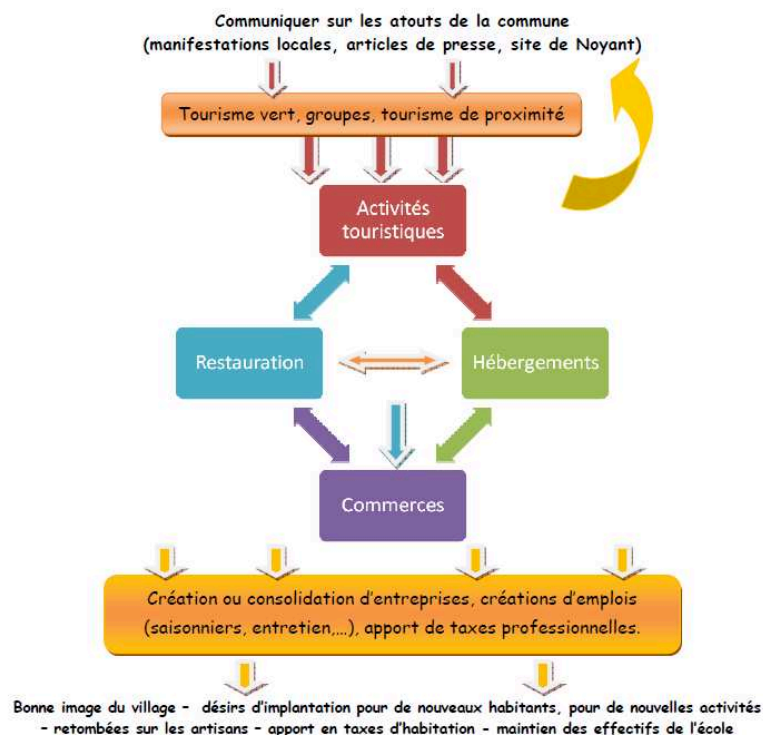 Communiquer sur les atouts de la commune
(manifestations locales, articles de presse, site de Noyant)
Tourisme vert, groupes, tourisme de proximité
Activités
touristiques
Restauration
Hébergements
Commerces
Création ou consolidation d'entreprises, créations d'emplois
(saisonniers, entretien,…), apport de taxes professionnelles.
Bonne image du village – désirs d'implantation pour de nouveaux habitants, pour de nouvelles activités
– retombées sur les artisans – apport en taxes d'habitation - maintien des effectifs de l'école